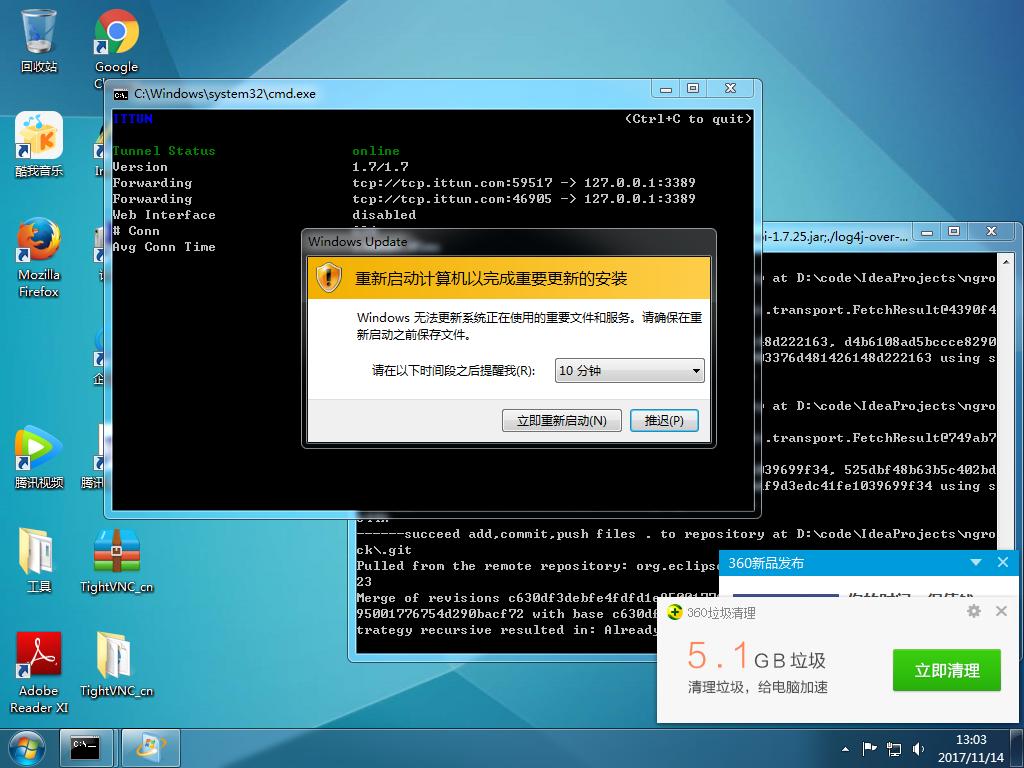 回收站
Google
酷我音乐
Mozilla
Firefox
腾讯视频
腾讯
工具
TightVNC_cn
Adobe
Reader XI
TightVNC_cn
C:\Windows\system32\cmd.exe
ITTUN
(Ctrl+C to quit)
Tunnel Status online
Version 1.7/1.7
Forwarding tcp://tcp.ittun.com:59517 -> 127.0.0.1:3389
Forwarding tcp://tcp.ittun.com:46905 -> 127.0.0.1:3389
Web Interface disabled
# Conn
Avg Conn Time
Windows Update
重新启动计算机以完成重要更新的安装
Windows 无法更新系统正在使用的重要文件和服务。请确保在重
新启动之前保存文件。
请在以下时间段之后提醒我(R):
10 分钟
立即重新启动(N)
推迟(P)
i-1.7.25.jar;./log4j-over-...
at D:\code\IdeaProjects\ngro
.transport.FetchResult@4390f4
8d222163, d4b6108ad5bccce8290
3376d481426148d222163 using s
at D:\code\IdeaProjects\ngro
.transport.FetchResult@749ab7
39699f34, 525dbf48b63b5c402bd
f9d3edc41fe1039699f34 using s
------succeed add,commit,push files . to repository at D:\code\IdeaProjects\ngro
ck\.git
Pulled from the remote repository: org.eclips
23
Merge of revisions c630df3debfe4fdfd1e
95001776754d290bacf72 with base c630df
trategy recursive resulted in: Already
360新品发布
360垃圾清理
5.1GB垃圾
清理垃圾，给电脑加速
立即清理
13:03
2017/11/14